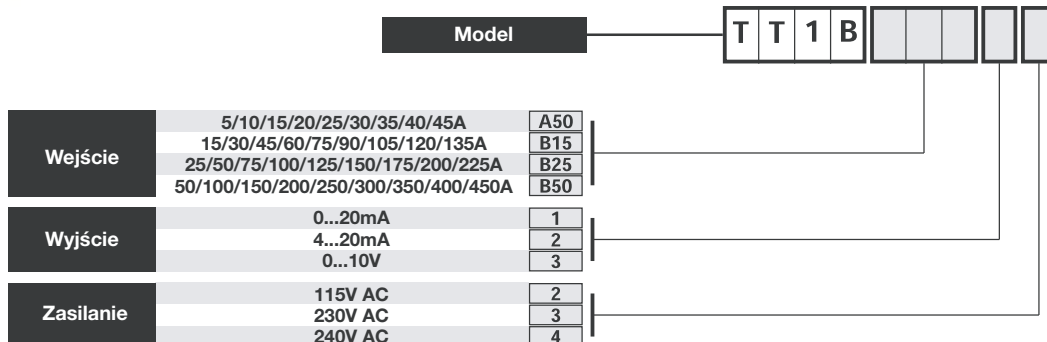 Model T T 1 B
Wejście
5/10/15/20/25/30/35/40/45A A50
15/30/45/60/75/90/105/120/135A B15
25/50/75/100/125/150/175/200/225A B25
50/100/150/200/250/300/350/400/450A B50
Wyjście
0...20mA 1
4...20mA 2
0...10V 3
Zasilanie
115V AC 2
230V AC 3
240V AC 4